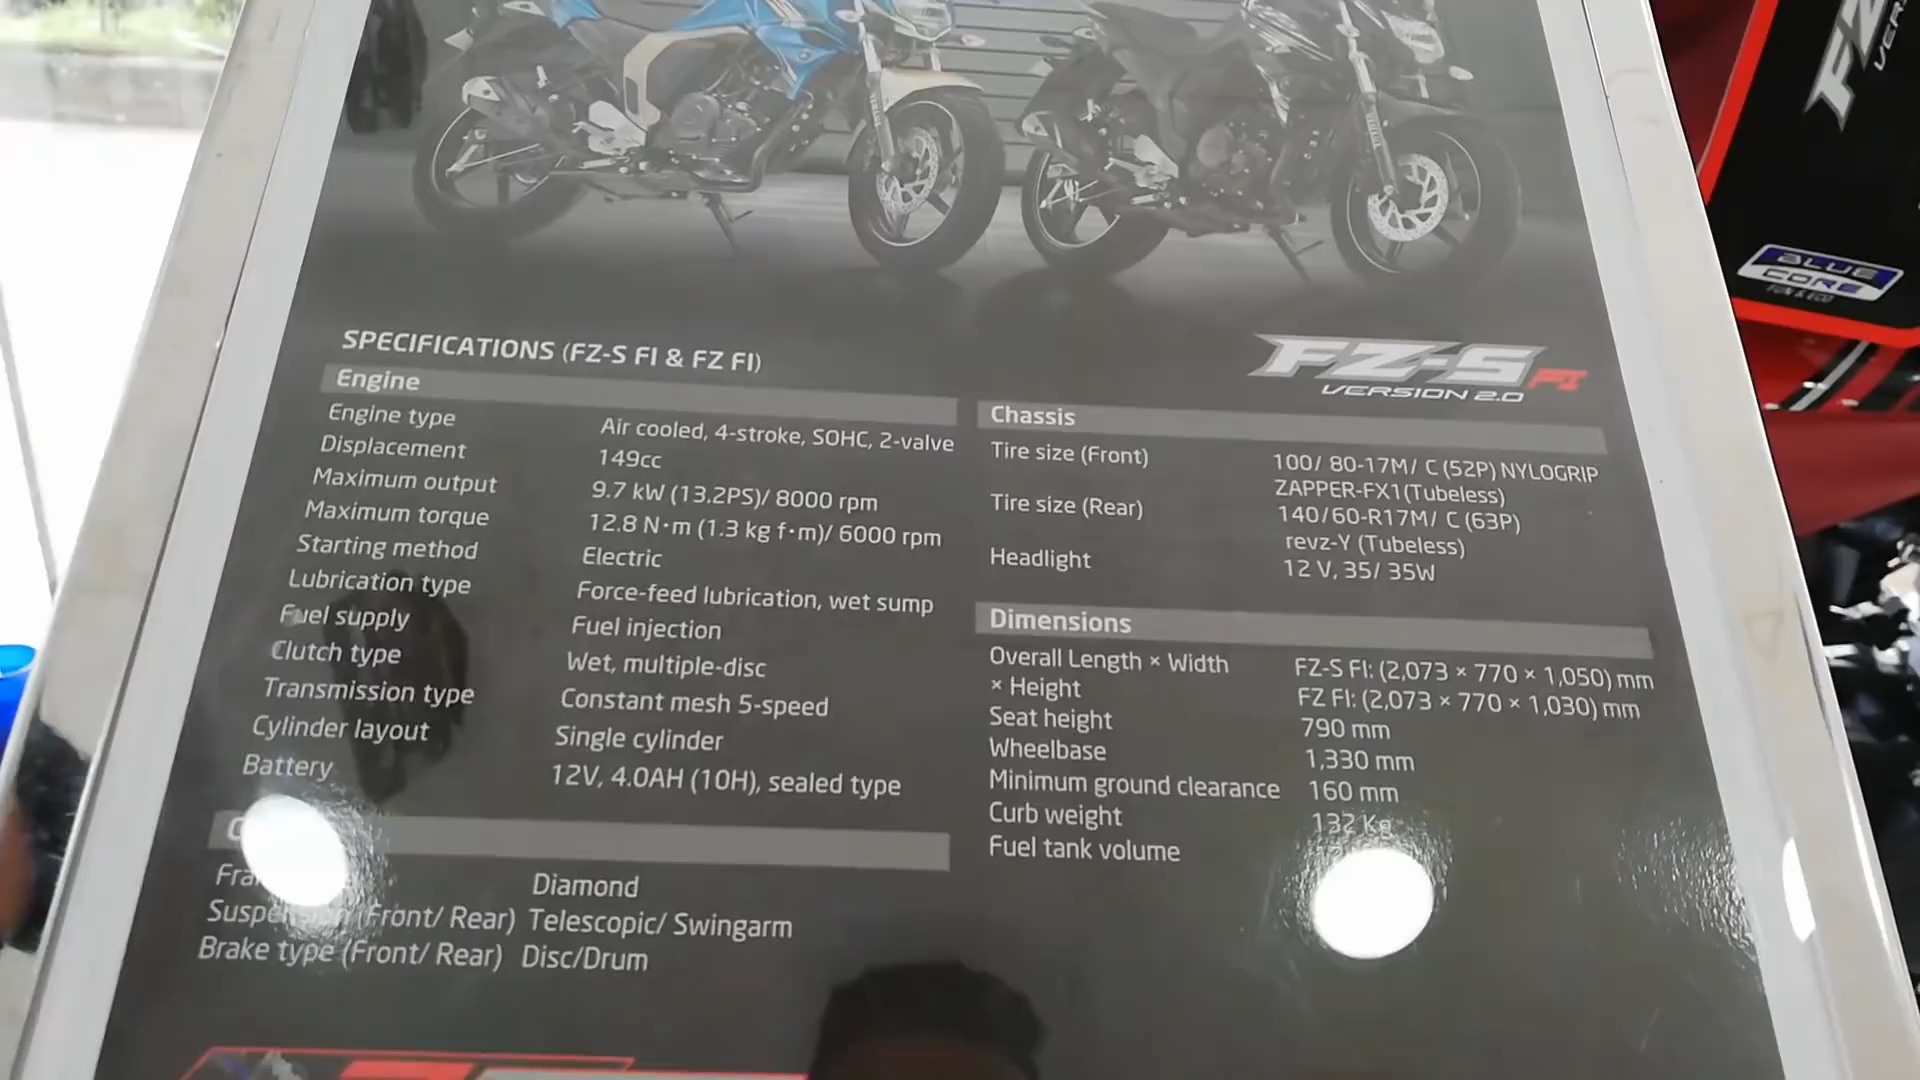 SPECIFICATIONS (FZ-S FI & FZ FI)
Engine
Engine type Air cooled, 4-stroke, SOHC, 2-valve
Displacement 149cc
Maximum output 9.7 kW (13.2PS)/ 8000 rpm
Maximum torque 12.8 N·m (1.3 kg f·m)/ 6000 rpm
Starting method Electric
Lubrication type Force-feed lubrication, wet sump
Fuel supply Fuel injection
Clutch type Wet, multiple-disc
Transmission type Constant mesh 5-speed
Cylinder layout Single cylinder
Battery 12V, 4.0AH (10H), sealed type
Diamond
(Front/ Rear) Telescopic/ Swingarm
Brake type (Front/ Rear) Disc/Drum
FZ-S FI
VERSION 2.0
Chassis
Tire size (Front) 100/ 80-17M/ C (52P) NYLOGRIP
ZAPPER-FX1(Tubeless)
Tire size (Rear) 140/60-R17M/ C (63P)
revz-Y (Tubeless)
Headlight 12 V, 35/ 35W
Dimensions
Overall Length × Width FZ-S FI: (2,073 × 770 × 1,050) mm
× Height FZ FI: (2,073 × 770 × 1,030) mm
Seat height 790 mm
Wheelbase 1,330 mm
Minimum ground clearance 160 mm
Curb weight 132 Kg
Fuel tank volume
BLUE
CORE
FUN & ECO